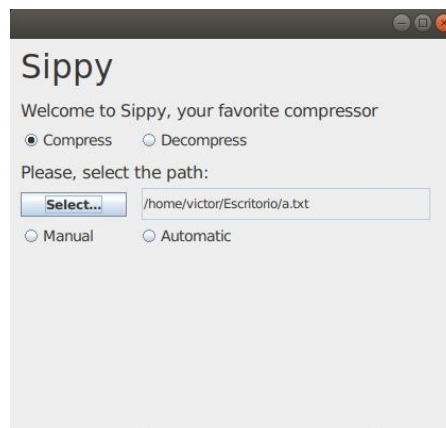 Sippy
Welcome to Sippy, your favorite compressor
Compress Decompress
Please, select the path:
Select... /home/victor/Escritorio/a.txt
Manual Automatic